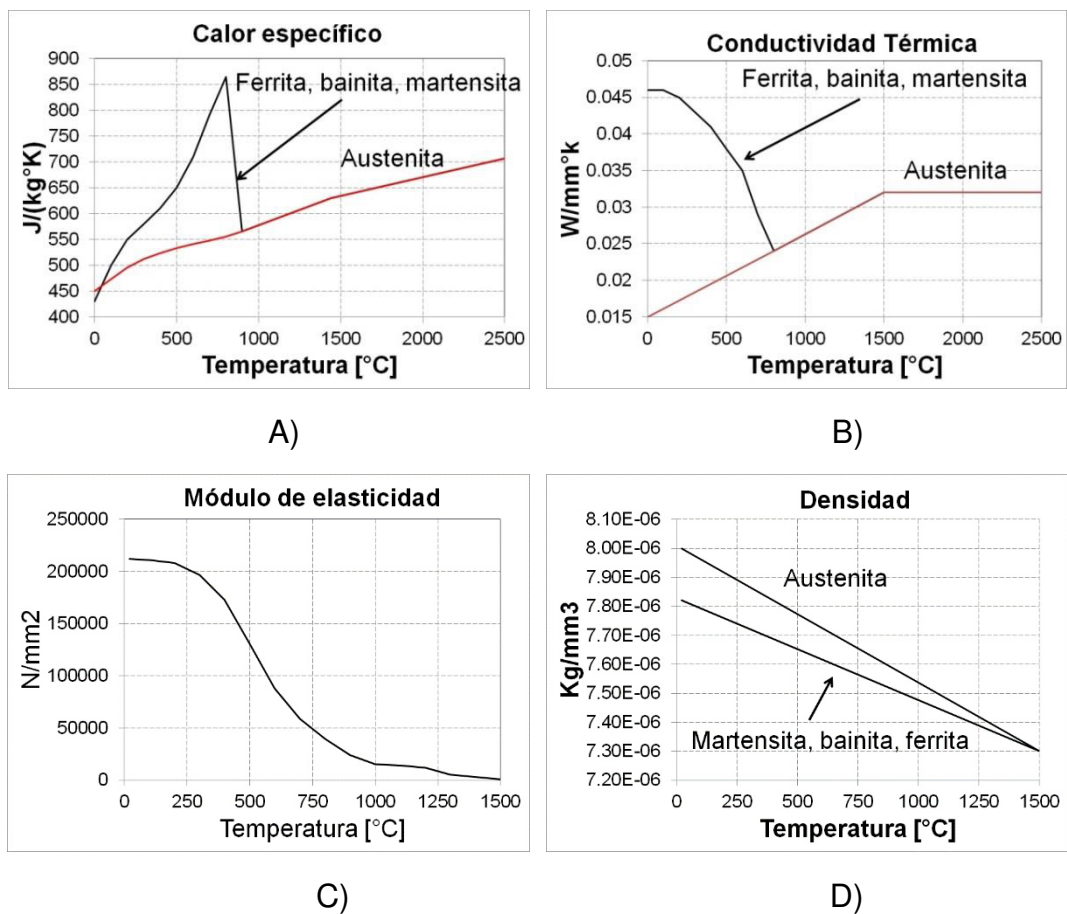 Calor específico
900
850
800
750
700
650
600
550
500
450
400
J/(kg°K)
Ferrita, bainita, martensita
Austenita
0 500 1000 1500 2000 2500
Temperatura [°C]
A)
Conductividad Térmica
0.05
0.045
0.04
0.035
0.03
0.025
0.02
0.015
W/mm°k
Ferrita, bainita, martensita
Austenita
0 500 1000 1500 2000 2500
Temperatura [°C]
B)
Módulo de elasticidad
250000
200000
150000
100000
50000
0
N/mm2
0 250 500 750 1000 1250 1500
Temperatura [°C]
C)
Densidad
8.10E-06
8.00E-06
7.90E-06
7.80E-06
7.70E-06
7.60E-06
7.50E-06
7.40E-06
7.30E-06
7.20E-06
Kg/mm3
Austenita
Martensita, bainita, ferrita
0 250 500 750 1000 1250 1500
Temperatura [°C]
D)